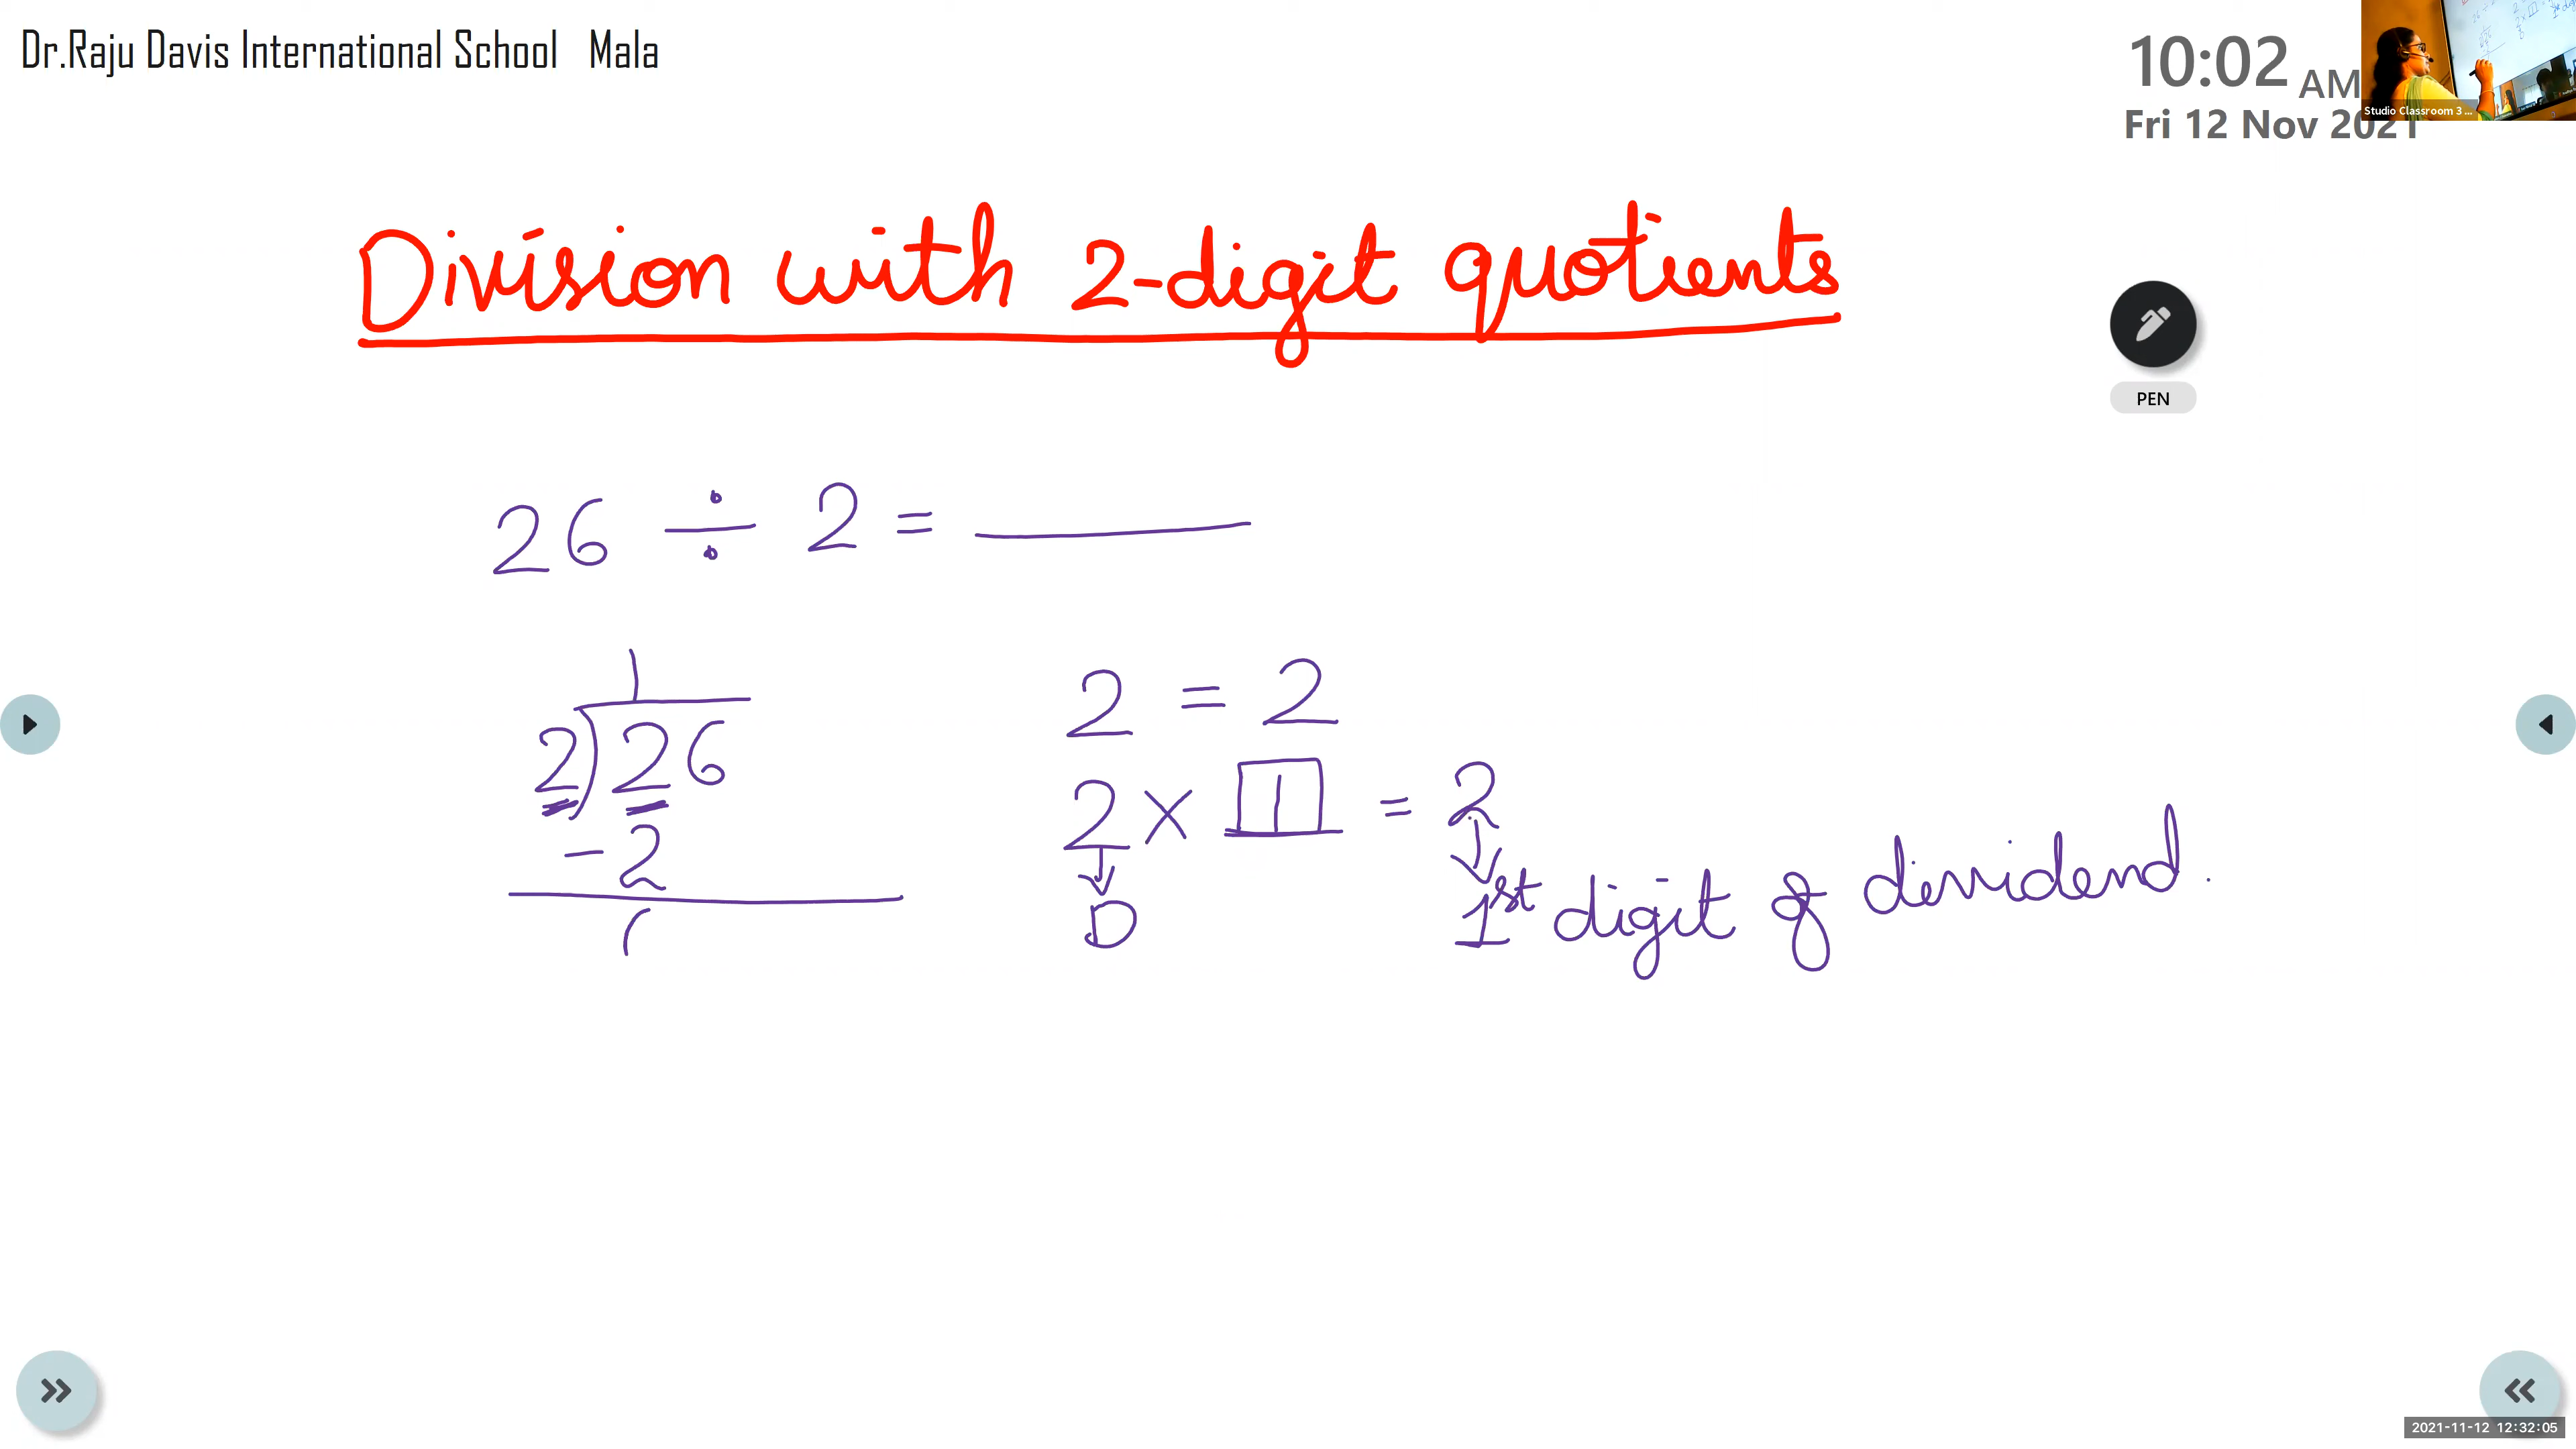 Dr.Raju Davis International School Mala
10:02 AM
Fri 12 Nov 2021
Studio Classroom 3 ...
Division with 2-digit quotients
PEN
26 ÷ 2 = ______
1
2)26
-2
2 = 2
2 × 1 = 2
D
1st digit of dividend.
2021-11-12 12:32:05